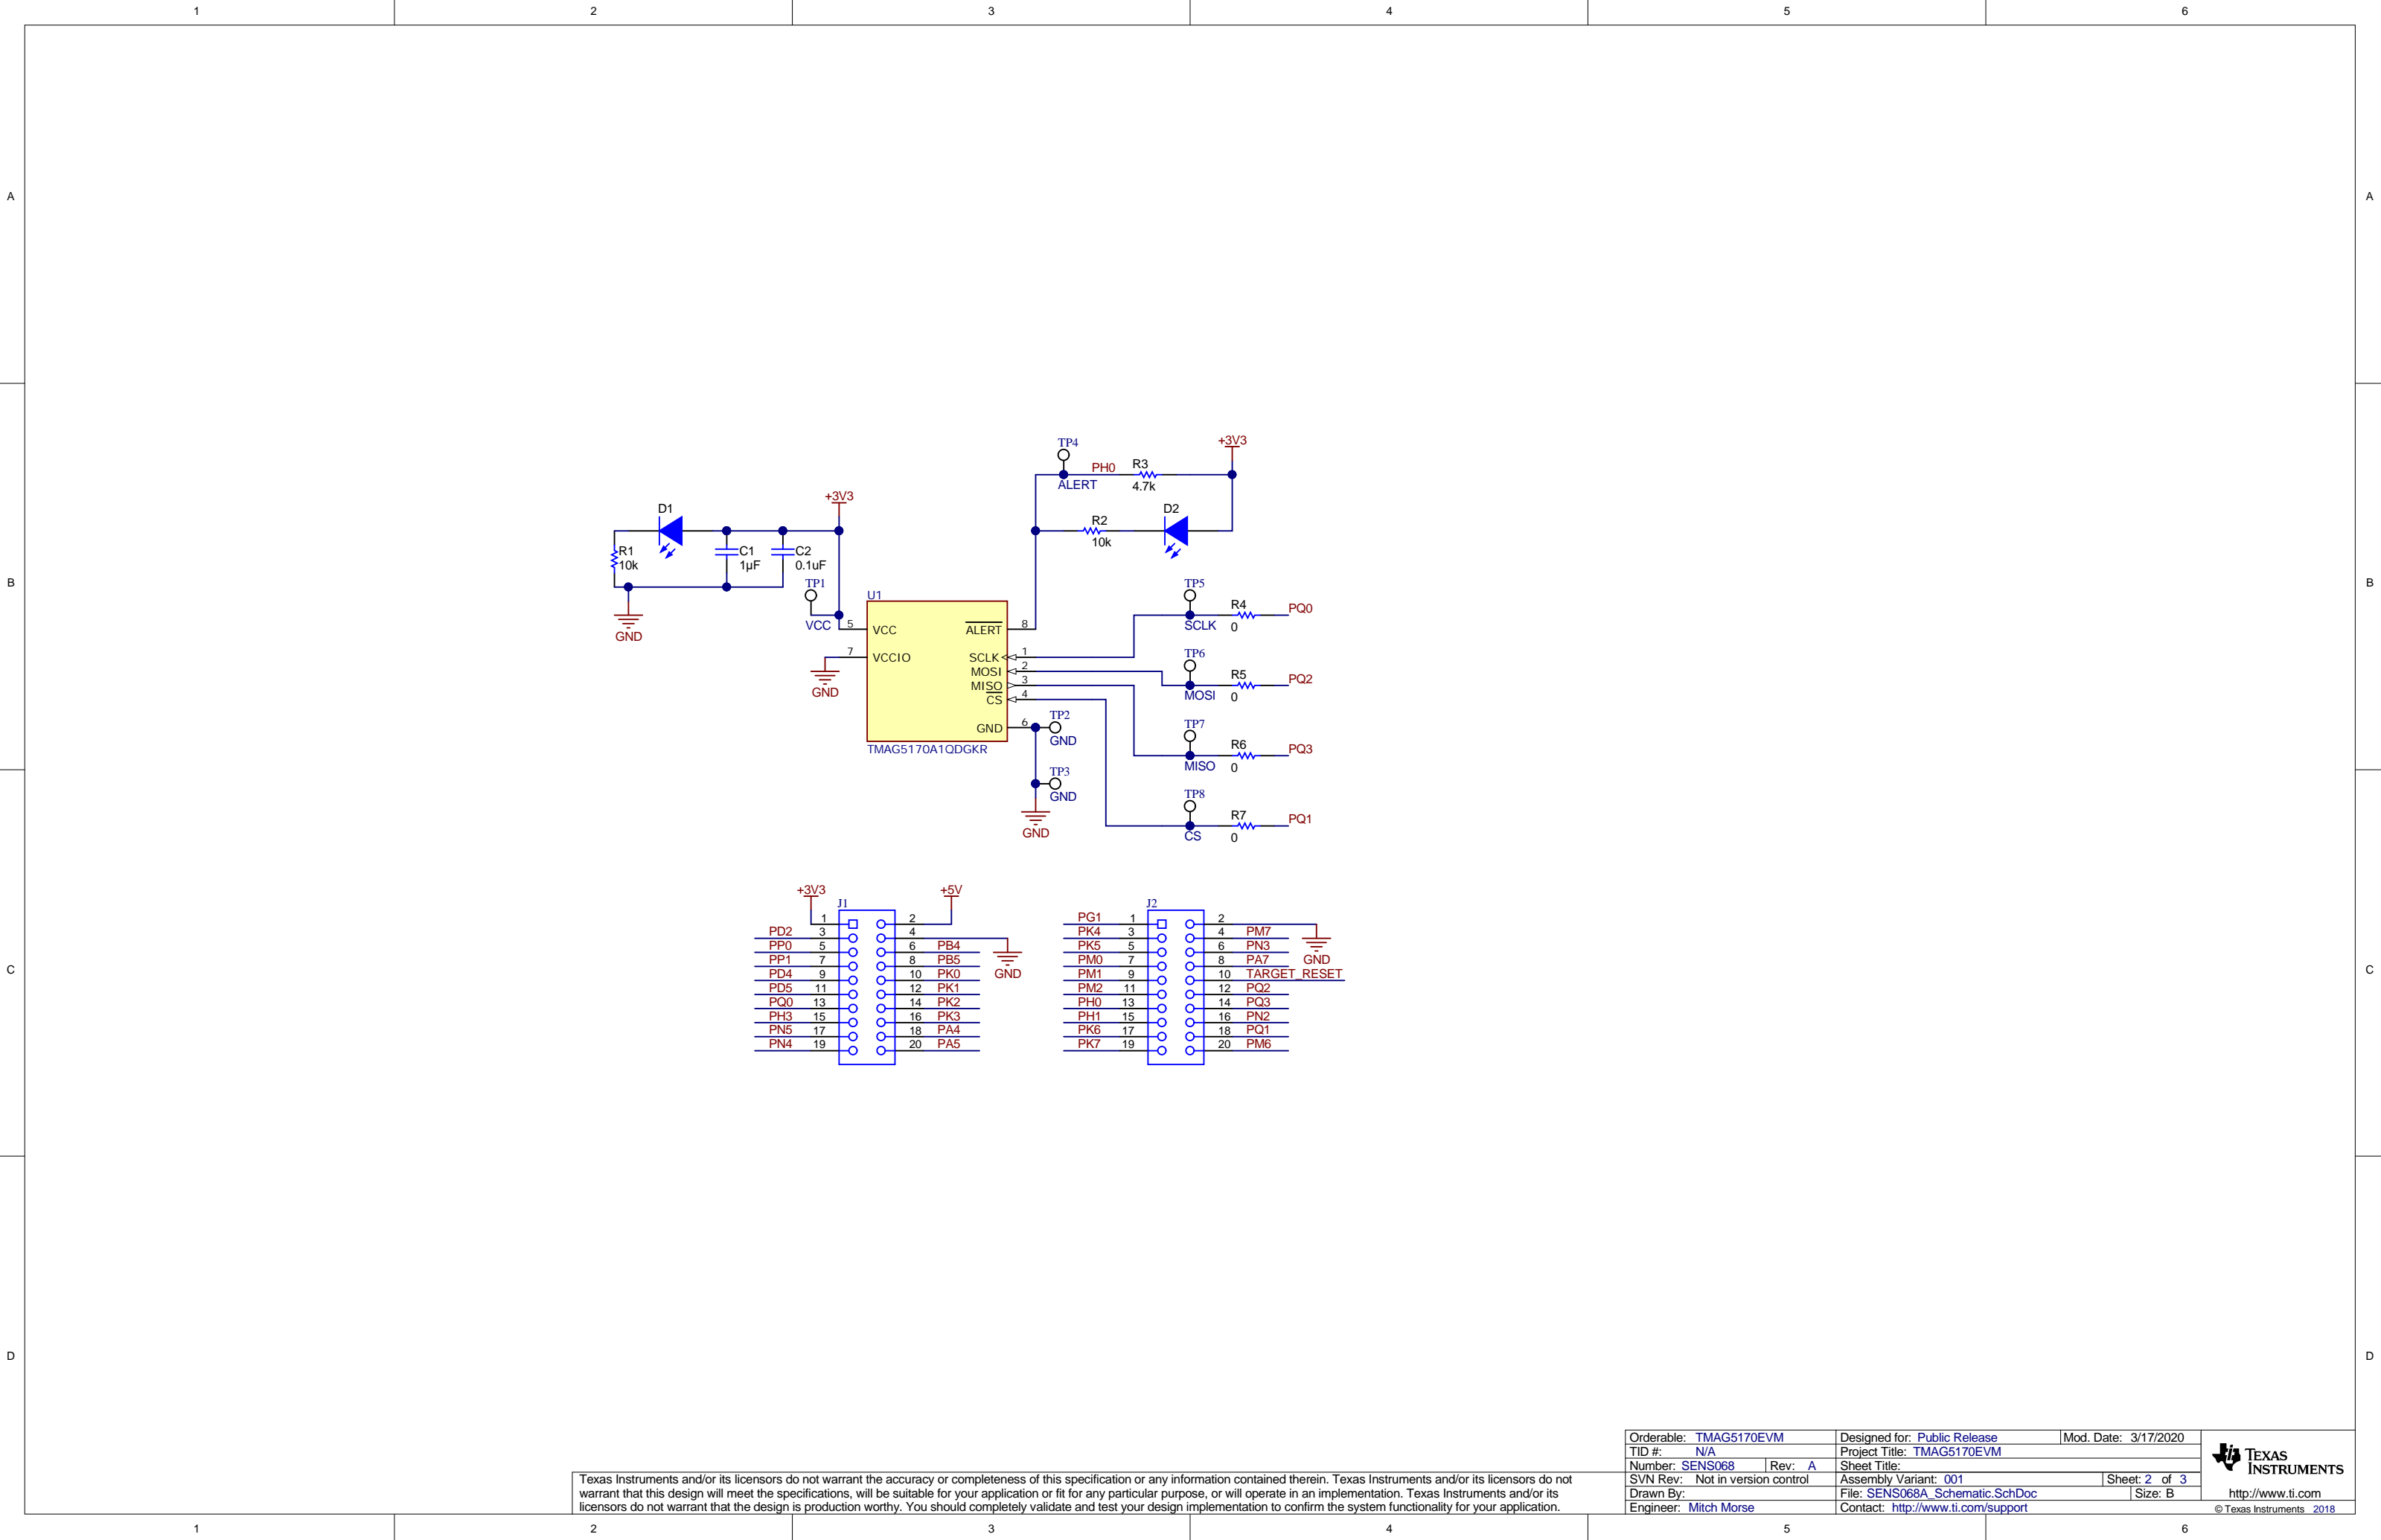 1 2 3 4 5 6
A A
B B
C C
D D
TP4
ALERT
PH0
R3
4.7k
+3V3
R2
10k
D2
+3V3
D1
R1
10k
C1
1µF
C2
0.1uF
GND
TP1
VCC
U1
5 VCC
7 VCCIO
GND
ALERT 8
SCLK 1
MOSI 2
MISO 3
CS 4
GND 6
TMAG5170A1QDGKR
TP2
GND
TP3
GND
GND
TP5
SCLK
R4
0
PQ0
TP6
MOSI
R5
0
PQ2
TP7
MISO
R6
0
PQ3
TP8
CS
R7
0
PQ1
+3V3 +5V
J1
1 2
PD2 3 4
PP0 5 6 PB4
PP1 7 8 PB5
PD4 9 10 PK0
PD5 11 12 PK1
PQ0 13 14 PK2
PH3 15 16 PK3
PN5 17 18 PA4
PN4 19 20 PA5
GND
J2
PG1 1 2
PK4 3 4 PM7
PK5 5 6 PN3
PM0 7 8 PA7
PM1 9 10 TARGET_RESET
PM2 11 12 PQ2
PH0 13 14 PQ3
PH1 15 16 PN2
PK6 17 18 PQ1
PK7 19 20 PM6
GND
Texas Instruments and/or its licensors do not warrant the accuracy or completeness of this specification or any information contained therein. Texas Instruments and/or its licensors do not
warrant that this design will meet the specifications, will be suitable for your application or fit for any particular purpose, or will operate in an implementation. Texas Instruments and/or its
licensors do not warrant that the design is production worthy. You should completely validate and test your design implementation to confirm the system functionality for your application.
Orderable: TMAG5170EVM Designed for: Public Release Mod. Date: 3/17/2020
TID #: N/A Project Title: TMAG5170EVM
Number: SENS068 Rev: A Sheet Title:
SVN Rev: Not in version control Assembly Variant: 001 Sheet: 2 of 3
Drawn By: File: SENS068A_Schematic.SchDoc Size: B
Engineer: Mitch Morse Contact: http://www.ti.com/support
TEXAS
INSTRUMENTS
http://www.ti.com
© Texas Instruments 2018
1 2 3 4 5 6